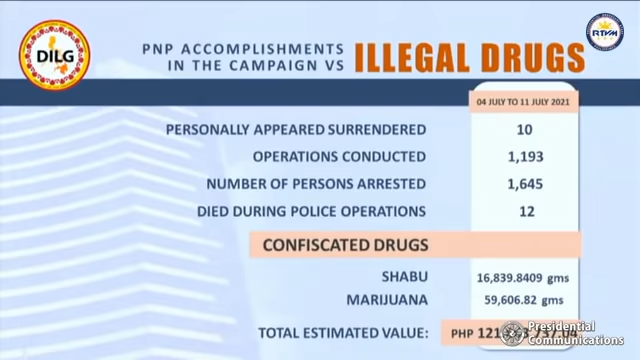 DILG
RTVM
PNP ACCOMPLISHMENTS
IN THE CAMPAIGN VS ILLEGAL DRUGS
04 JULY TO 11 JULY 2021
PERSONALLY APPEARED SURRENDERED 10
OPERATIONS CONDUCTED 1,193
NUMBER OF PERSONS ARRESTED 1,645
DIED DURING POLICE OPERATIONS 12
CONFISCATED DRUGS
SHABU 16,839.8409 gms
MARIJUANA 59,606.82 gms
TOTAL ESTIMATED VALUE: PHP
Presidential
Communications